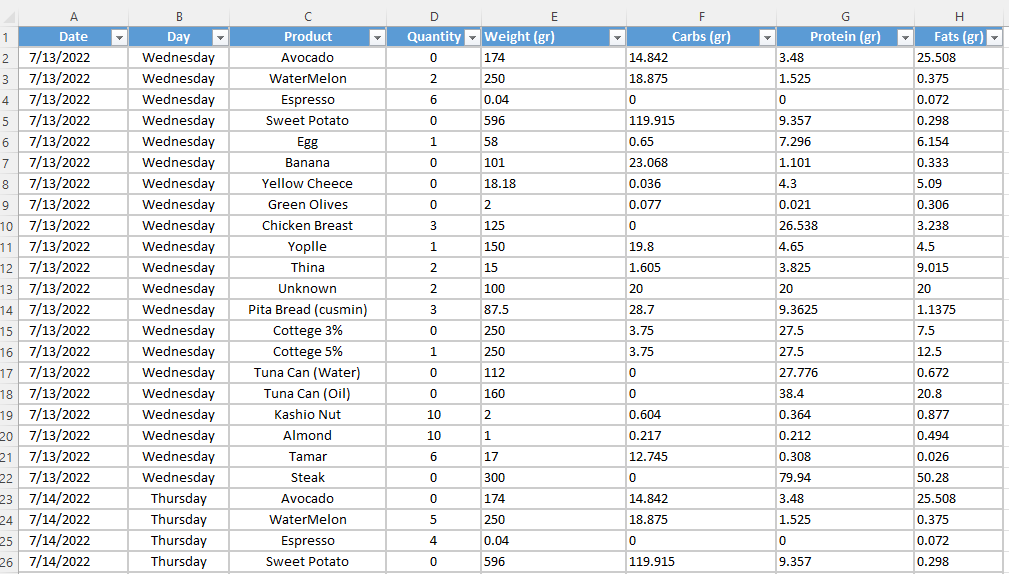 A B C D E F G H
1 Date Day Product Quantity Weight (gr) Carbs (gr) Protein (gr) Fats (gr)
2 7/13/2022 Wednesday Avocado 0 174 14.842 3.48 25.508
3 7/13/2022 Wednesday WaterMelon 2 250 18.875 1.525 0.375
4 7/13/2022 Wednesday Espresso 6 0.04 0 0 0.072
5 7/13/2022 Wednesday Sweet Potato 0 596 119.915 9.357 0.298
6 7/13/2022 Wednesday Egg 1 58 0.65 7.296 6.154
7 7/13/2022 Wednesday Banana 0 101 23.068 1.101 0.333
8 7/13/2022 Wednesday Yellow Cheece 0 18.18 0.036 4.3 5.09
9 7/13/2022 Wednesday Green Olives 0 2 0.077 0.021 0.306
10 7/13/2022 Wednesday Chicken Breast 3 125 0 26.538 3.238
11 7/13/2022 Wednesday Yoplle 1 150 19.8 4.65 4.5
12 7/13/2022 Wednesday Thina 2 15 1.605 3.825 9.015
13 7/13/2022 Wednesday Unknown 2 100 20 20 20
14 7/13/2022 Wednesday Pita Bread (cusmin) 3 87.5 28.7 9.3625 1.1375
15 7/13/2022 Wednesday Cottege 3% 0 250 3.75 27.5 7.5
16 7/13/2022 Wednesday Cottege 5% 1 250 3.75 27.5 12.5
17 7/13/2022 Wednesday Tuna Can (Water) 0 112 0 27.776 0.672
18 7/13/2022 Wednesday Tuna Can (Oil) 0 160 0 38.4 20.8
19 7/13/2022 Wednesday Kashio Nut 10 2 0.604 0.364 0.877
20 7/13/2022 Wednesday Almond 10 1 0.217 0.212 0.494
21 7/13/2022 Wednesday Tamar 6 17 12.745 0.308 0.026
22 7/13/2022 Wednesday Steak 0 300 0 79.94 50.28
23 7/14/2022 Thursday Avocado 0 174 14.842 3.48 25.508
24 7/14/2022 Thursday WaterMelon 5 250 18.875 1.525 0.375
25 7/14/2022 Thursday Espresso 4 0.04 0 0 0.072
26 7/14/2022 Thursday Sweet Potato 0 596 119.915 9.357 0.298